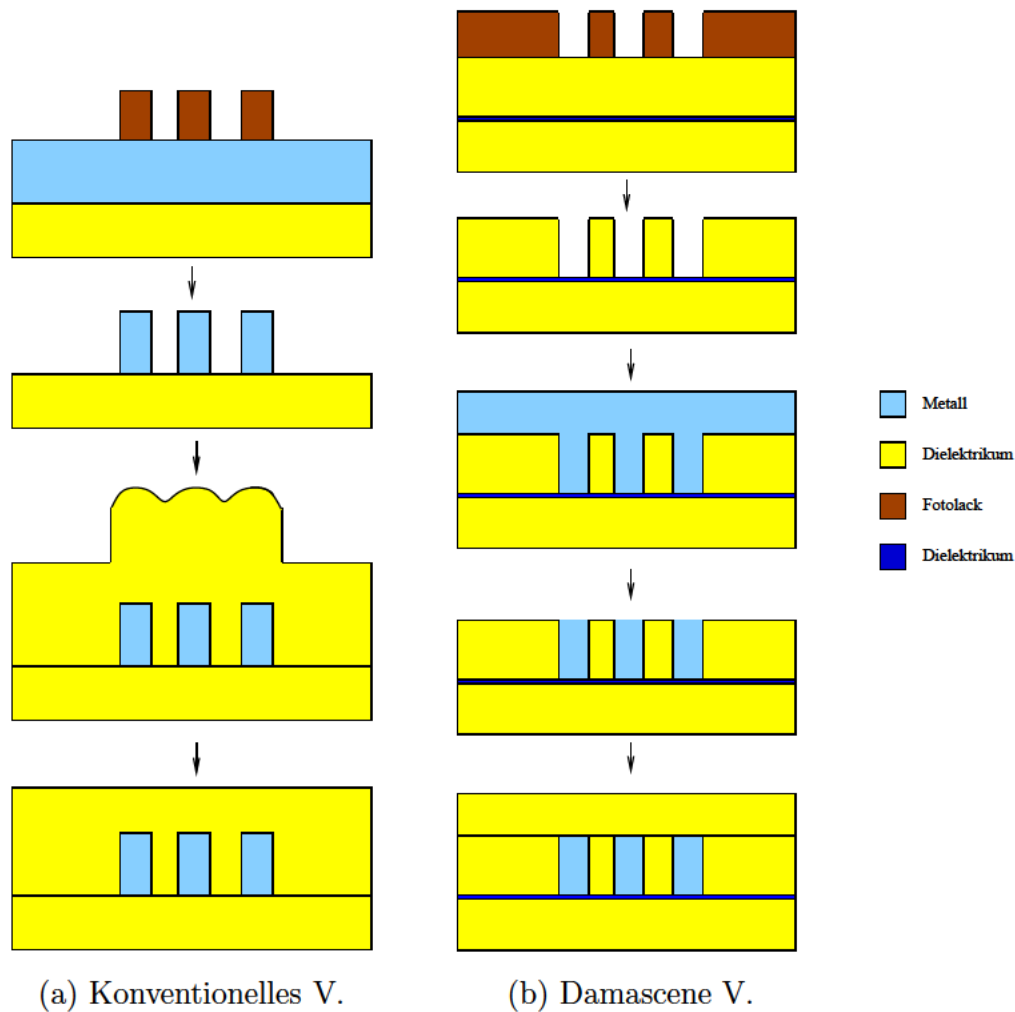 Metall
Dielektrikum
Fotolack
Dielektrikum
(a) Konventionelles V.
(b) Damascene V.